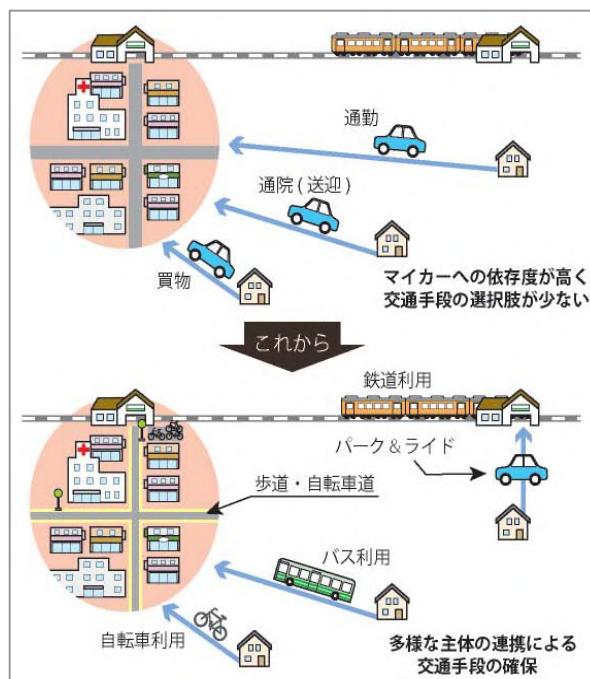 通勤
通院(送迎)
買物
マイカーへの依存度が高く
交通手段の選択肢が少ない
これから
鉄道利用
パーク＆ライド
歩道・自転車道
バス利用
自転車利用
多様な主体の連携による
交通手段の確保